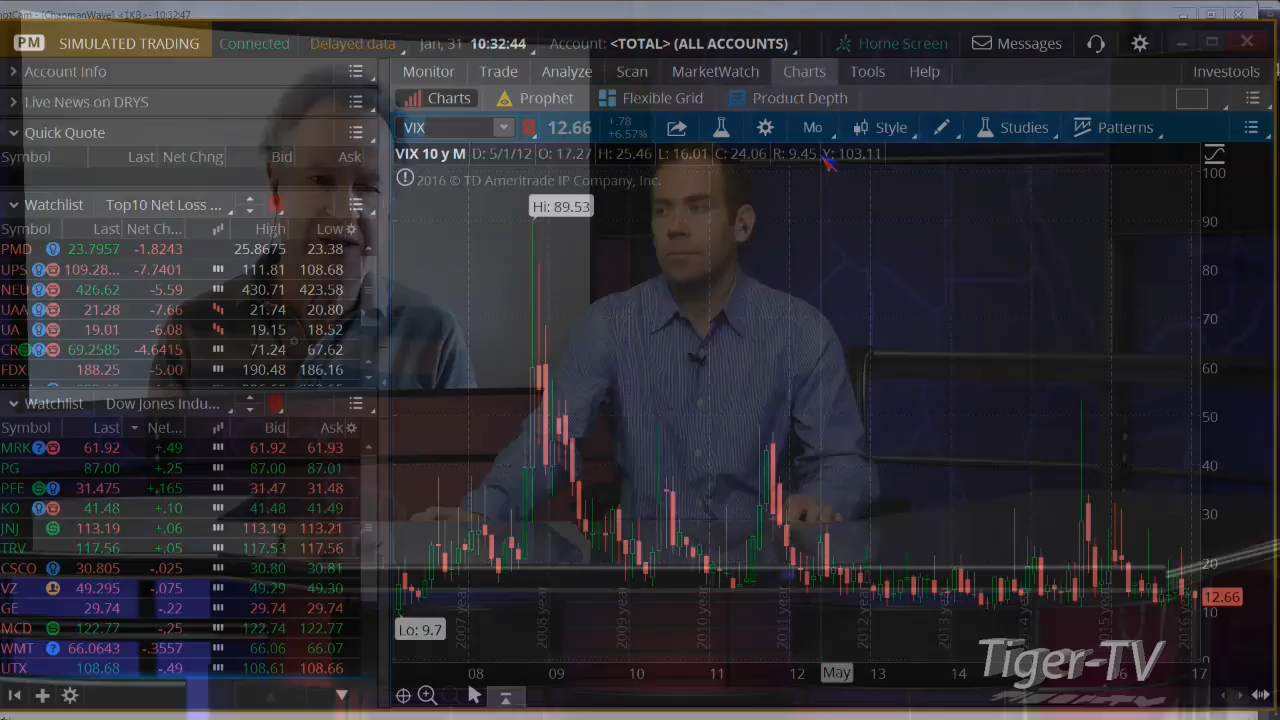 notCam - [ChapmanWave] <1KB>- 10:32:47
PM SIMULATED TRADING Connected Delayed data Jan, 31 10:32:44 Account: <TOTAL> (ALL ACCOUNTS) Home Screen Messages
Account Info
Live News on DRYS
Quick Quote
Symbol Last Net Chng Bid Ask
Watchlist Top10 Net Loss ...
Symbol Last Net Ch... High Low
PMD 23.7957 -1.8243 25.8675 23.38
UPS 109.28... -7.7401 111.81 108.68
NEU 426.62 -5.59 430.71 423.58
UAA 21.28 -7.66 21.74 20.80
UA 19.01 -6.08 19.15 18.52
CR 69.2585 -4.6415 71.24 67.62
FDX 188.25 -5.00 190.48 186.16
Watchlist Dow Jones Indu...
Symbol Last Net... Bid Ask
MRK 61.92 +.49 61.92 61.93
PG 87.00 +.25 87.00 87.01
PFE 31.475 +.165 31.47 31.48
KO 41.48 +.10 41.48 41.49
JNJ 113.19 +.06 113.19 113.21
TRV 117.56 +.05 117.53 117.56
CSCO 30.805 -.025 30.80 30.81
VZ 49.295 -.075 49.29 49.30
GE 29.74 -.22 29.74 29.74
MCD 122.77 -.25 122.74 122.77
WMT 66.0643 -.3557 66.06 66.07
UTX 108.68 -.49 108.61 108.66
Monitor Trade Analyze Scan MarketWatch Charts Tools Help Investools
Charts Prophet Flexible Grid Product Depth
VIX 12.66 +.78 +6.57% Mo Style Studies Patterns
VIX 10 y M D: 5/1/12 O: 17.27 H: 25.46 L: 16.01 C: 24.06 R: 9.45 Y: 103.11
2016 © TD Ameritrade IP Company, Inc.
Hi: 89.53
100
90
80
70
60
50
40
30
20
12.66
10
0
Lo: 9.7
2007 year 2008 year 2009 year 2010 year 2011 year 2012 year 2013 year 2014 year 2015 year 2016 year
08 09 10 11 12 May 13 14 15 16 17
Tiger-TV